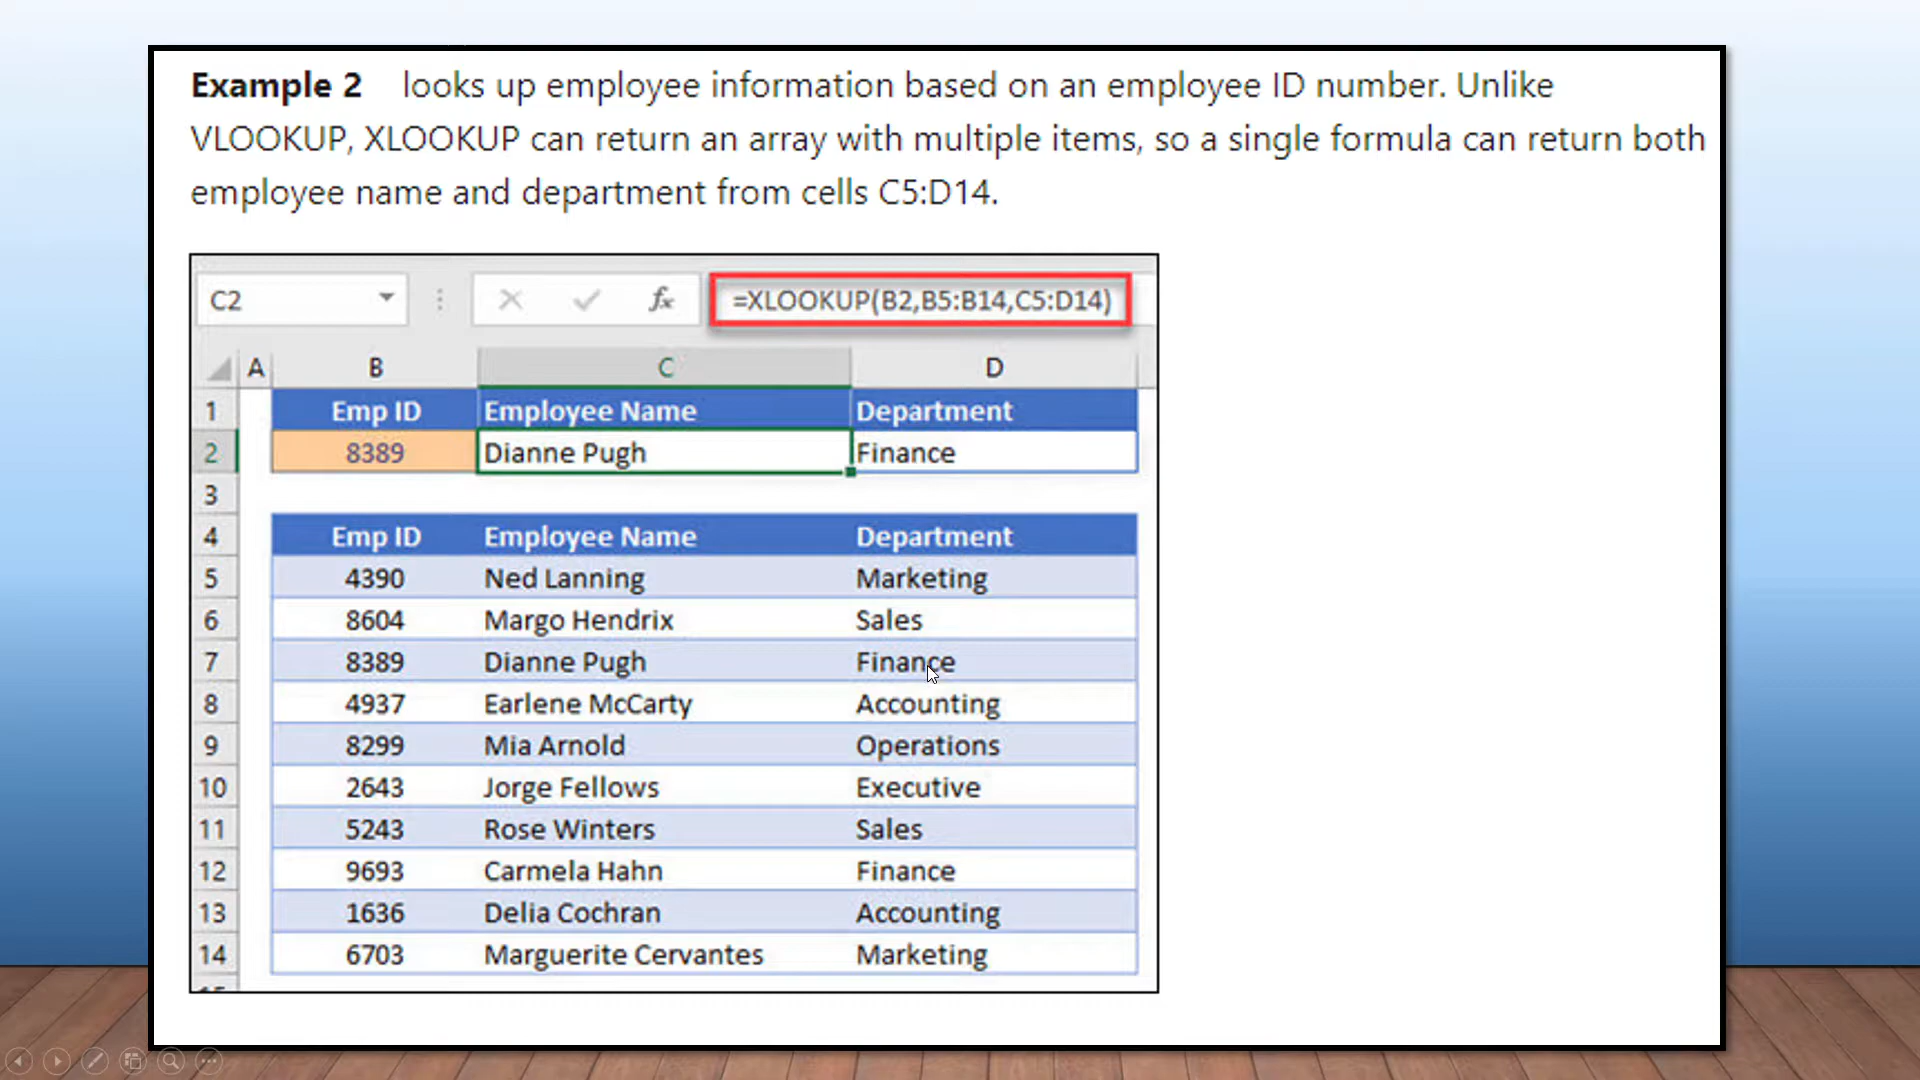 Example 2 looks up employee information based on an employee ID number. Unlike
VLOOKUP, XLOOKUP can return an array with multiple items, so a single formula can return both
employee name and department from cells C5:D14.
C2 fx =XLOOKUP(B2,B5:B14,C5:D14)
A B C D
1 Emp ID Employee Name Department
2 8389 Dianne Pugh Finance
3
4 Emp ID Employee Name Department
5 4390 Ned Lanning Marketing
6 8604 Margo Hendrix Sales
7 8389 Dianne Pugh Finance
8 4937 Earlene McCarty Accounting
9 8299 Mia Arnold Operations
10 2643 Jorge Fellows Executive
11 5243 Rose Winters Sales
12 9693 Carmela Hahn Finance
13 1636 Delia Cochran Accounting
14 6703 Marguerite Cervantes Marketing